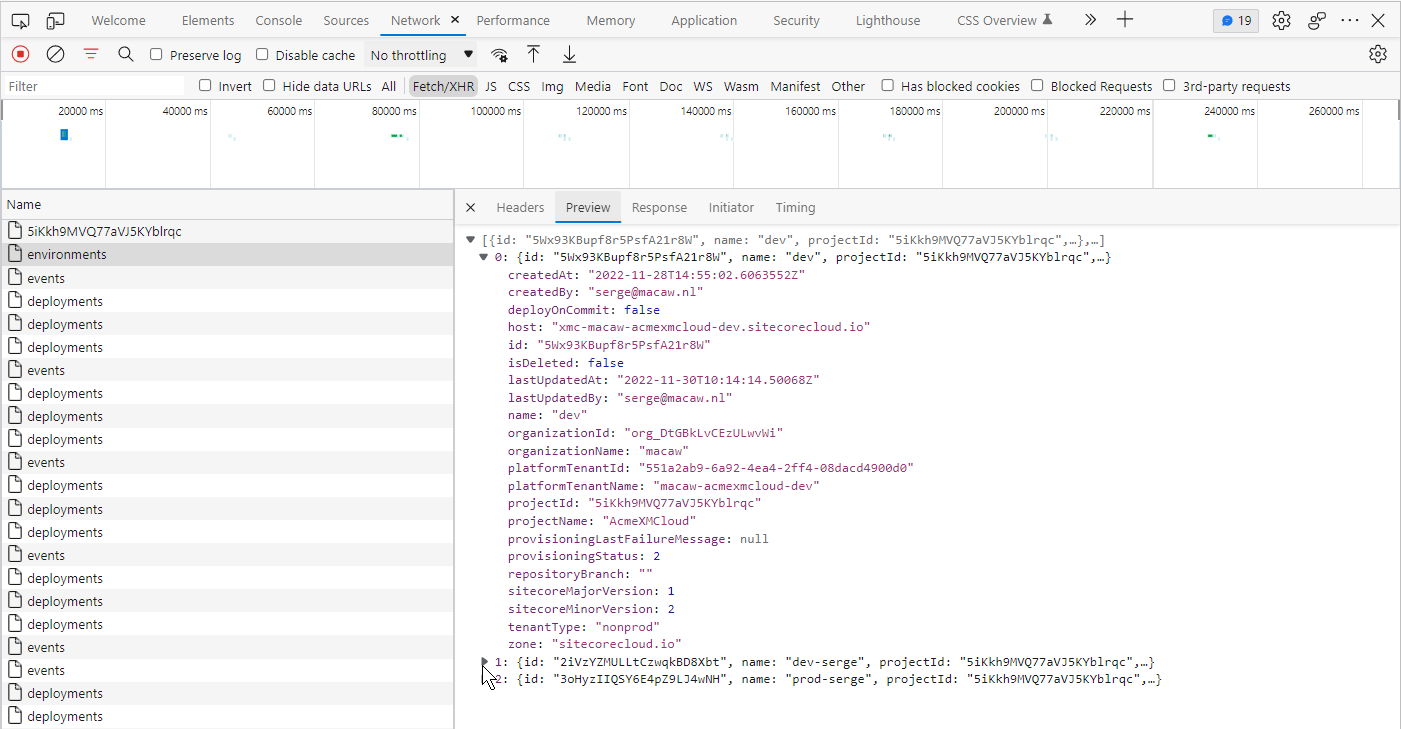 Welcome Elements Console Sources Network Performance Memory Application Security Lighthouse CSS Overview 19
Preserve log Disable cache No throttling
Filter Invert Hide data URLs All Fetch/XHR JS CSS Img Media Font Doc WS Wasm Manifest Other Has blocked cookies Blocked Requests 3rd-party requests
20000 ms 40000 ms 60000 ms 80000 ms 100000 ms 120000 ms 140000 ms 160000 ms 180000 ms 200000 ms 220000 ms 240000 ms 260000 ms
Name
5iKkh9MVQ77aVJ5KYblrqc
environments
events
deployments
deployments
deployments
events
deployments
deployments
deployments
events
deployments
deployments
deployments
events
deployments
deployments
deployments
events
events
deployments
deployments
Headers Preview Response Initiator Timing
[{id: "5Wx93KBupf8r5PsfA21r8W", name: "dev", projectId: "5iKkh9MVQ77aVJ5KYblrqc",…},…]
0: {id: "5Wx93KBupf8r5PsfA21r8W", name: "dev", projectId: "5iKkh9MVQ77aVJ5KYblrqc",…}
createdAt: "2022-11-28T14:55:02.6063552Z"
createdBy: "serge@macaw.nl"
deployOnCommit: false
host: "xmc-macaw-acmexmcloud-dev.sitecorecloud.io"
id: "5Wx93KBupf8r5PsfA21r8W"
isDeleted: false
lastUpdatedAt: "2022-11-30T10:14:14.50068Z"
lastUpdatedBy: "serge@macaw.nl"
name: "dev"
organizationId: "org_DtGBkLvCEzULwvWi"
organizationName: "macaw"
platformTenantId: "551a2ab9-6a92-4ea4-2ff4-08dacd4900d0"
platformTenantName: "macaw-acmexmcloud-dev"
projectId: "5iKkh9MVQ77aVJ5KYblrqc"
projectName: "AcmeXMCloud"
provisioningLastFailureMessage: null
provisioningStatus: 2
repositoryBranch: ""
sitecoreMajorVersion: 1
sitecoreMinorVersion: 2
tenantType: "nonprod"
zone: "sitecorecloud.io"
1: {id: "2iVzYZMULLtCzwqkBD8Xbt", name: "dev-serge", projectId: "5iKkh9MVQ77aVJ5KYblrqc",…}
2: {id: "3oHyzIIQSY6E4pZ9LJ4wNH", name: "prod-serge", projectId: "5iKkh9MVQ77aVJ5KYblrqc",…}